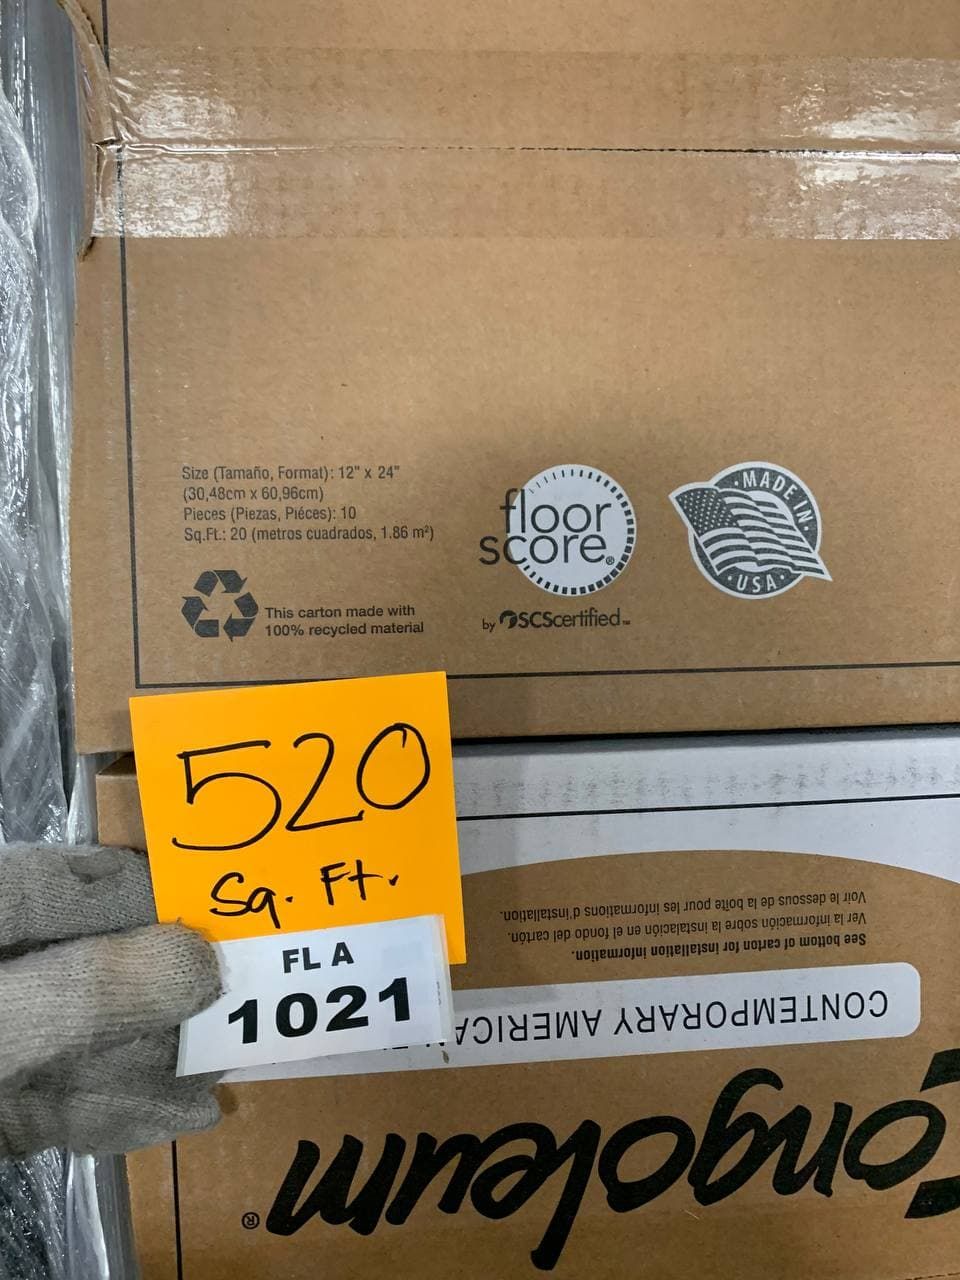 Size (Tamaño, Format): 12" x 24"
(30,48cm x 60,96cm)
Pieces (Piezas, Piéces): 10
Sq.Ft.: 20 (metros cuadrados, 1.86 m²)
This carton made with
100% recycled material
floor
score®
by SCScertified™
MADE IN
USA
520
Sq. Ft.
FL A
1021
Congoleum®
CONTEMPORARY AMERICA
See bottom of carton for installation information.
Ver la información sobre la instalación en el fondo del cartón.
Voir le dessous de la boîte pour les informations d'installation.